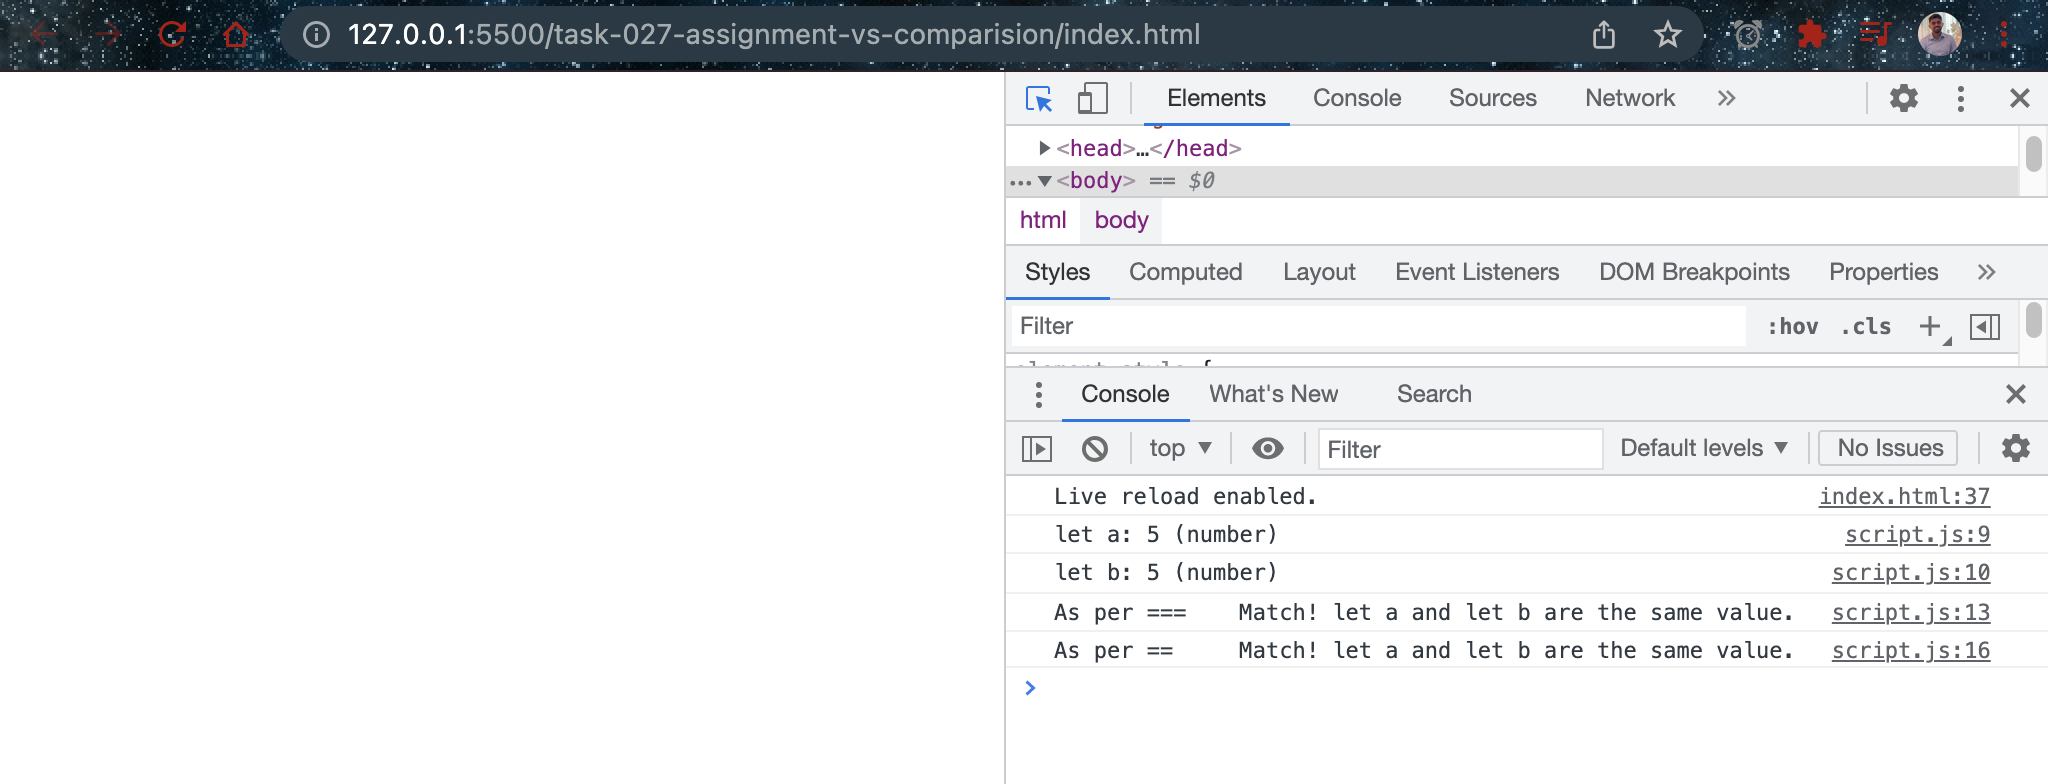 127.0.0.1:5500/task-027-assignment-vs-comparision/index.html
Elements Console Sources Network »
<head>…</head>
… <body> == $0
html body
Styles Computed Layout Event Listeners DOM Breakpoints Properties »
Filter :hov .cls +
element.style {
Console What's New Search
top Filter Default levels No Issues
Live reload enabled. index.html:37
let a: 5 (number) script.js:9
let b: 5 (number) script.js:10
As per === Match! let a and let b are the same value. script.js:13
As per == Match! let a and let b are the same value. script.js:16